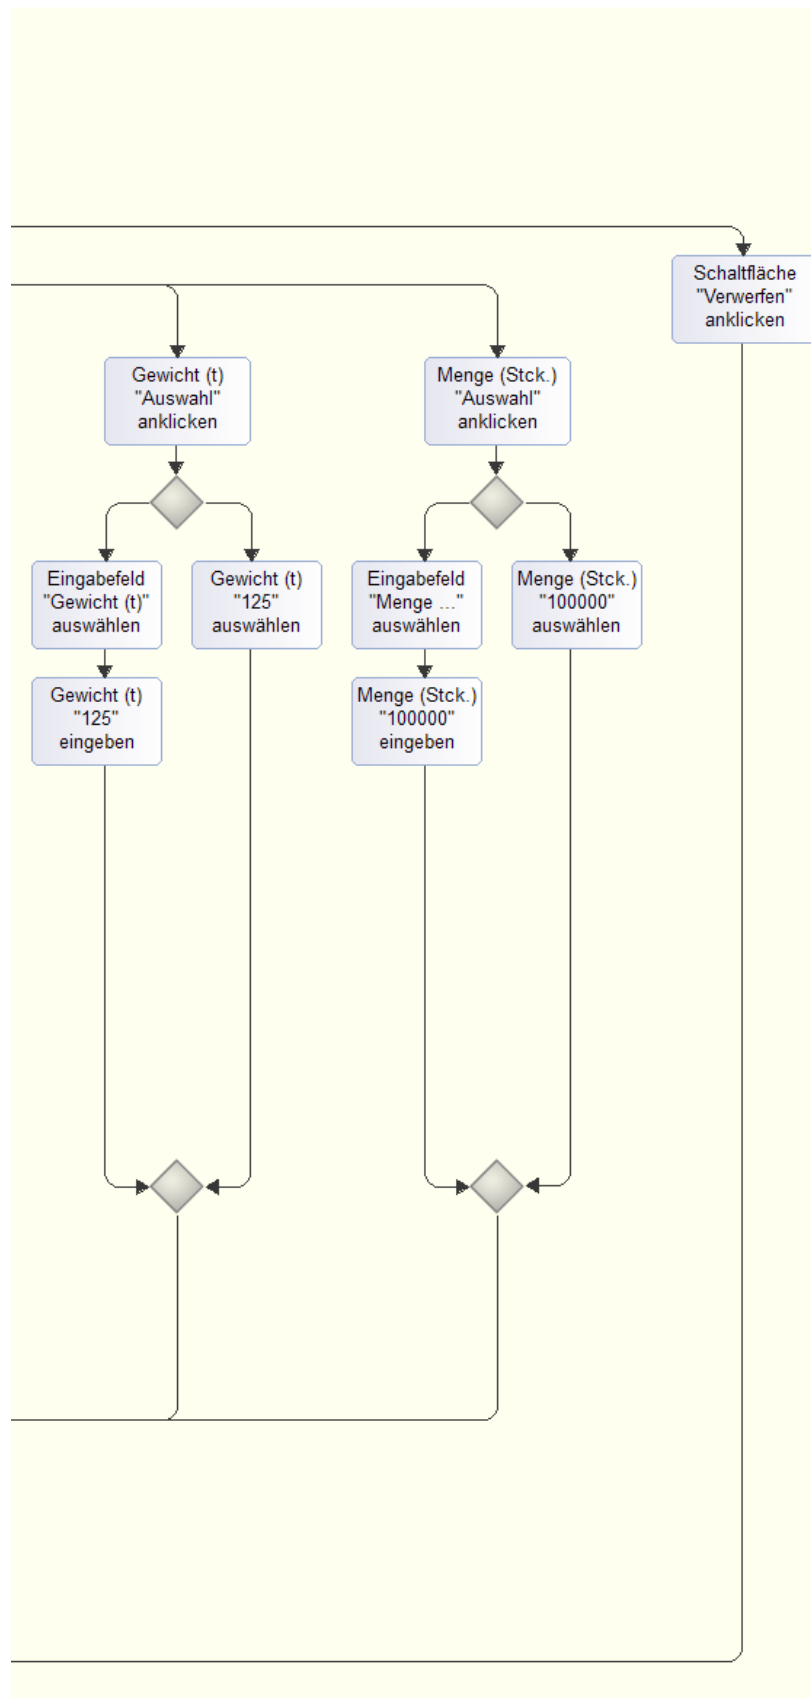 Schaltfläche
"Verwerfen"
anklicken
Gewicht (t)
"Auswahl"
anklicken
Menge (Stck.)
"Auswahl"
anklicken
Eingabefeld
"Gewicht (t)"
auswählen
Gewicht (t)
"125"
auswählen
Eingabefeld
"Menge ..."
auswählen
Menge (Stck.)
"100000"
auswählen
Gewicht (t)
"125"
eingeben
Menge (Stck.)
"100000"
eingeben